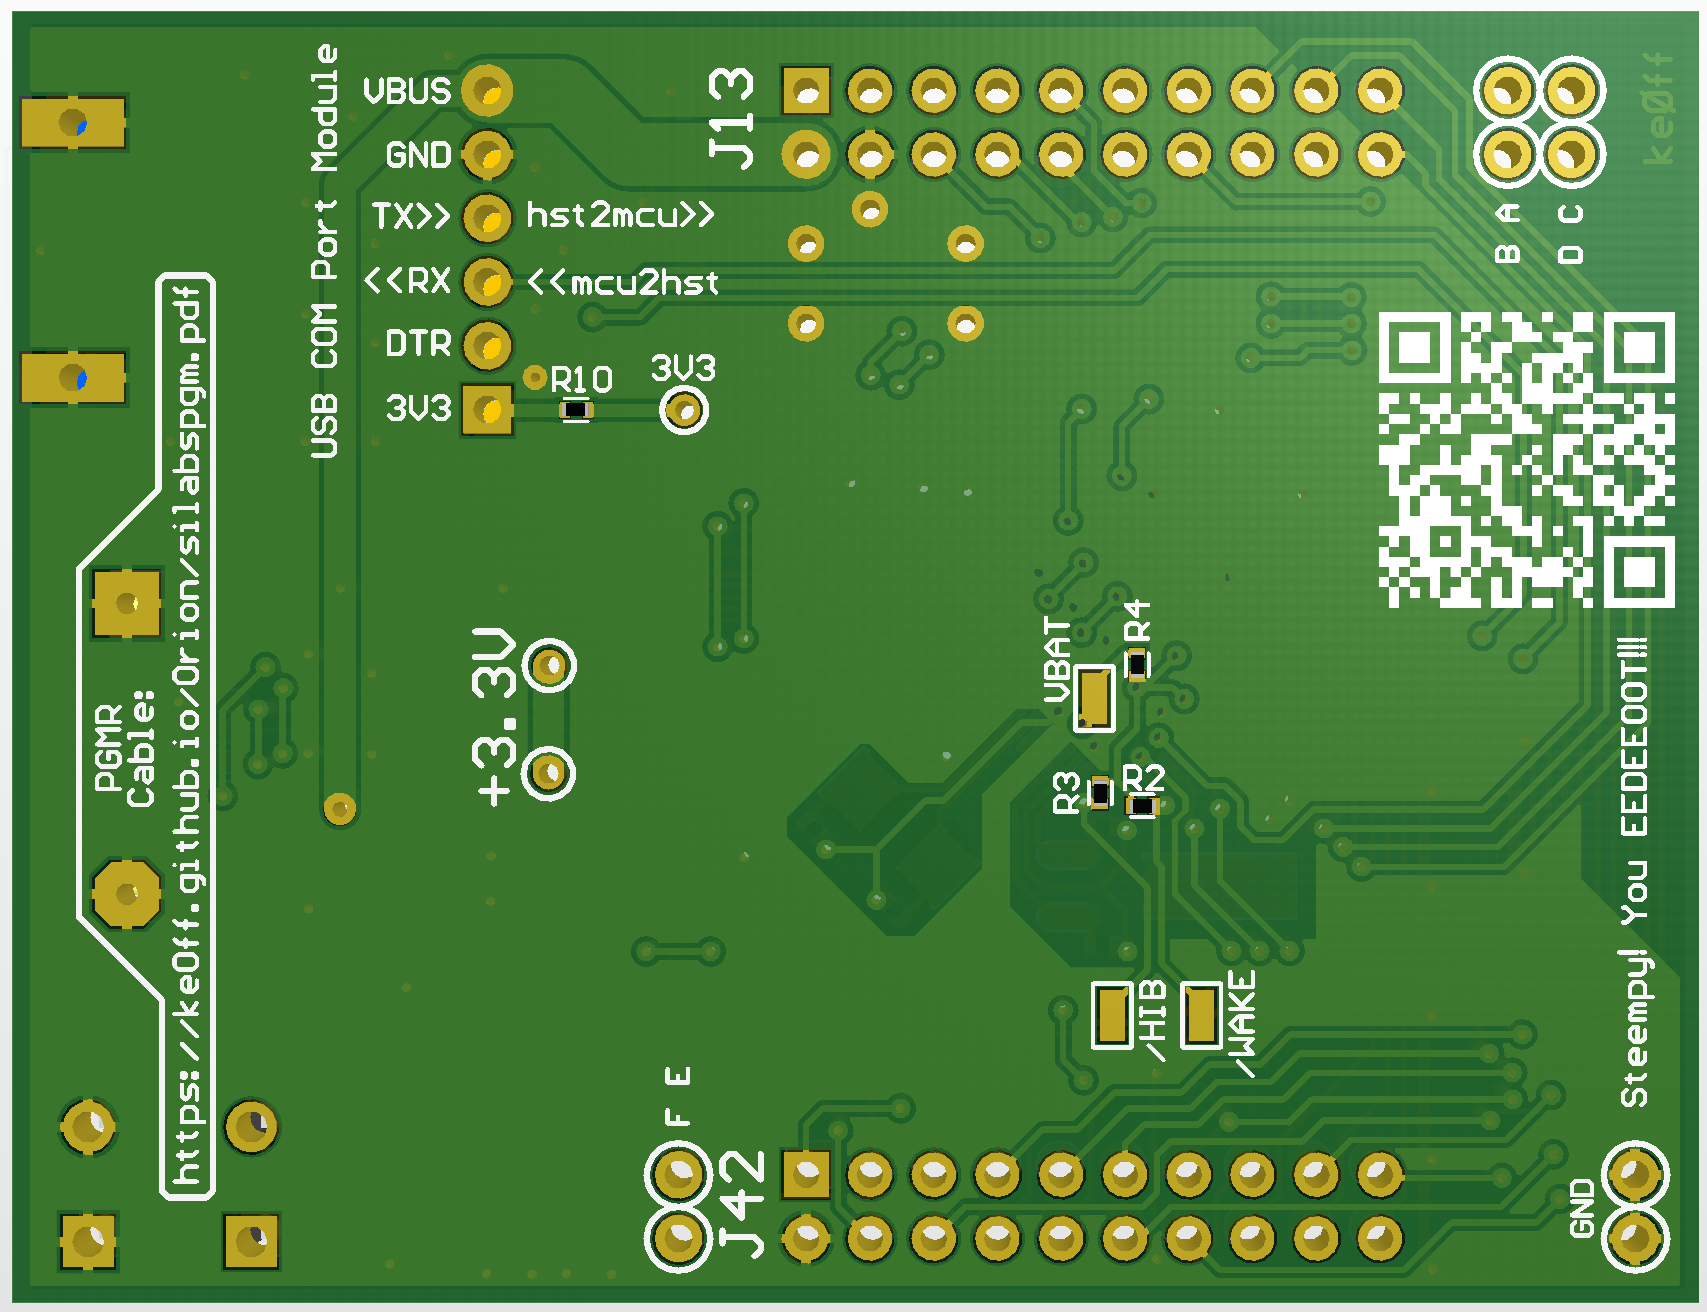 USB COM Port Module
VBUS
GND
TX>>
<<RX
DTR
3V3
hst2mcu>>
<<mcu2hst
R10
3V3
J13
A
B
C
D
ke0ff
https://ke0ff.github.io/Orion/silabspgm.pdf
PGMR
Cable:
+3.3V
VBAT
R4
R3
R2
/HIB
/WAKE
Steempy! You EEDEEOOT!!!
E
F
J42
GND